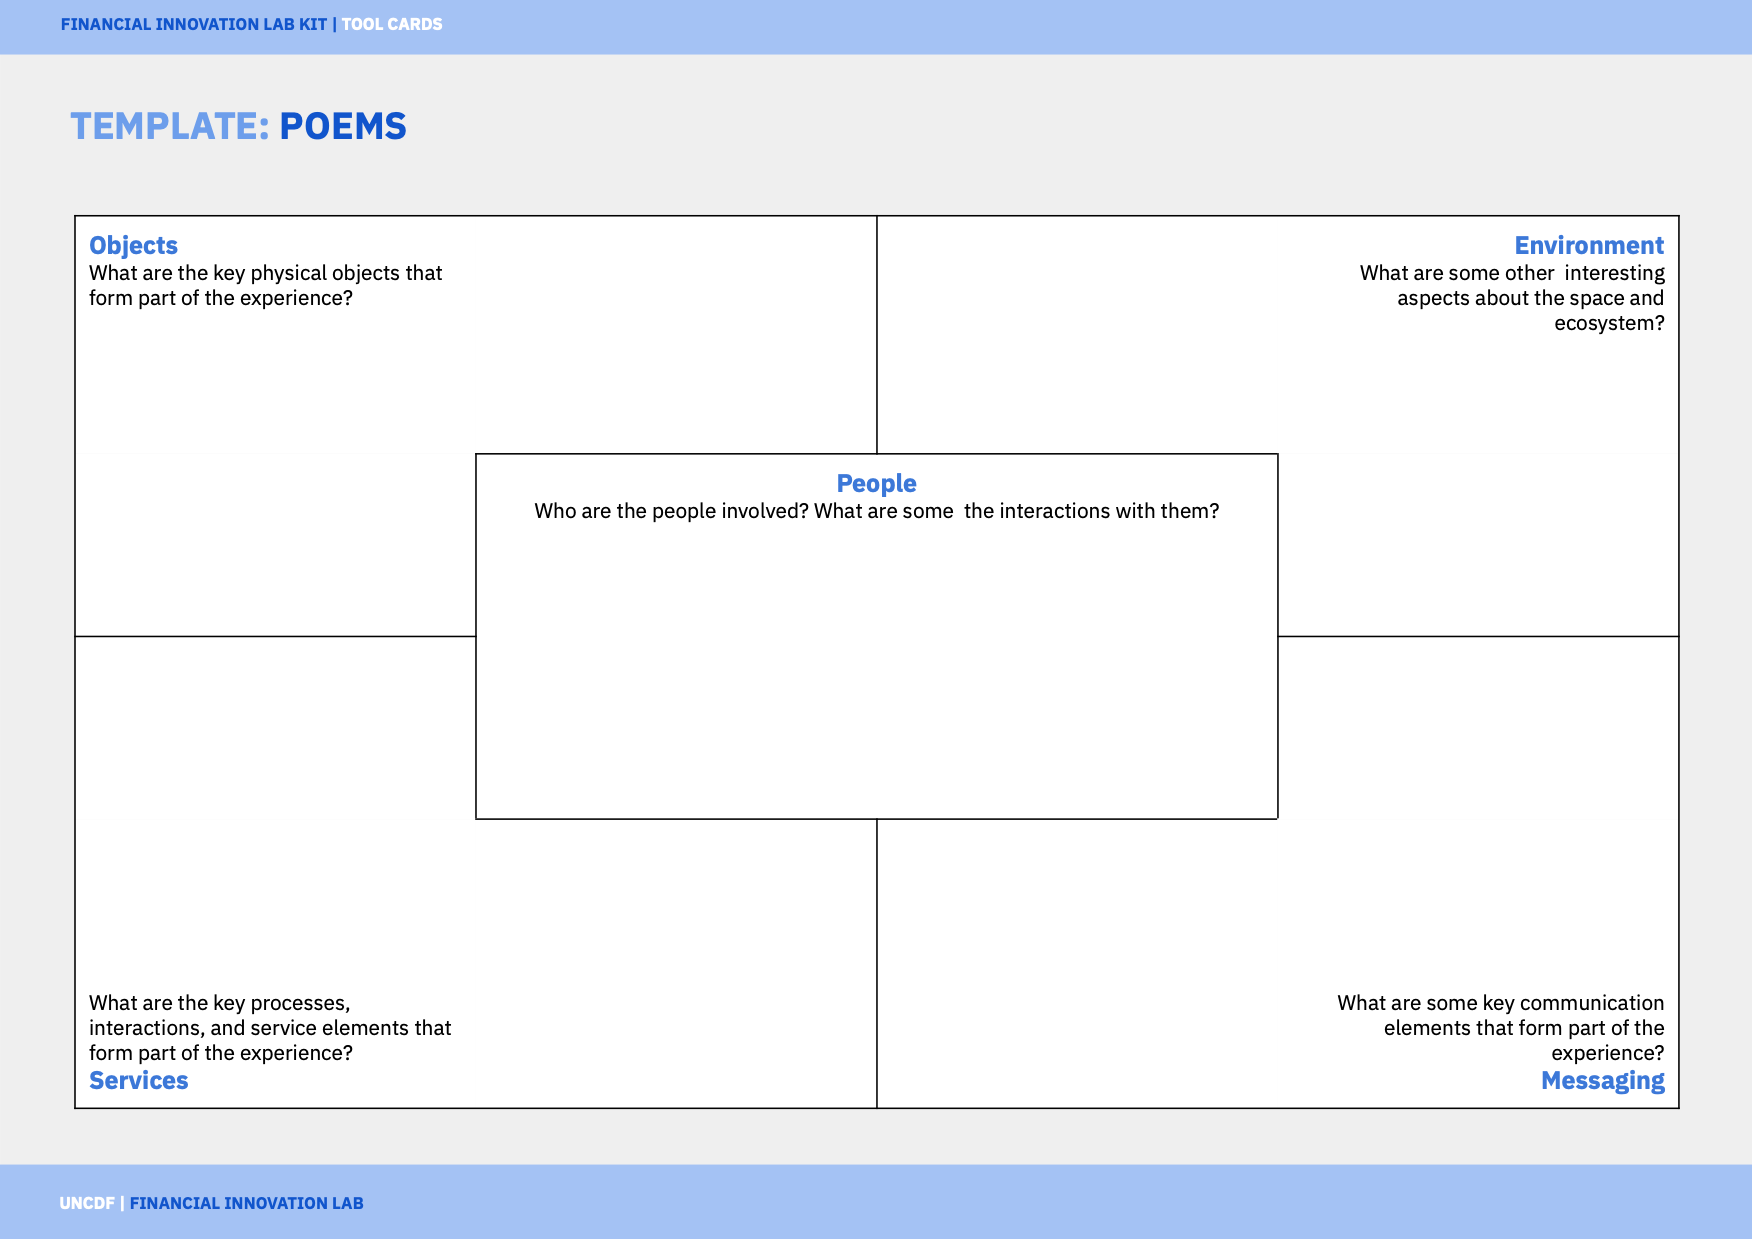 FINANCIAL INNOVATION LAB KIT | TOOL CARDS
TEMPLATE: POEMS
Objects
What are the key physical objects that
form part of the experience?
Environment
What are some other  interesting
aspects about the space and
ecosystem?
People
Who are the people involved? What are some  the interactions with them?
What are the key processes,
interactions, and service elements that
form part of the experience?
Services
What are some key communication
elements that form part of the
experience?
Messaging
UNCDF | FINANCIAL INNOVATION LAB